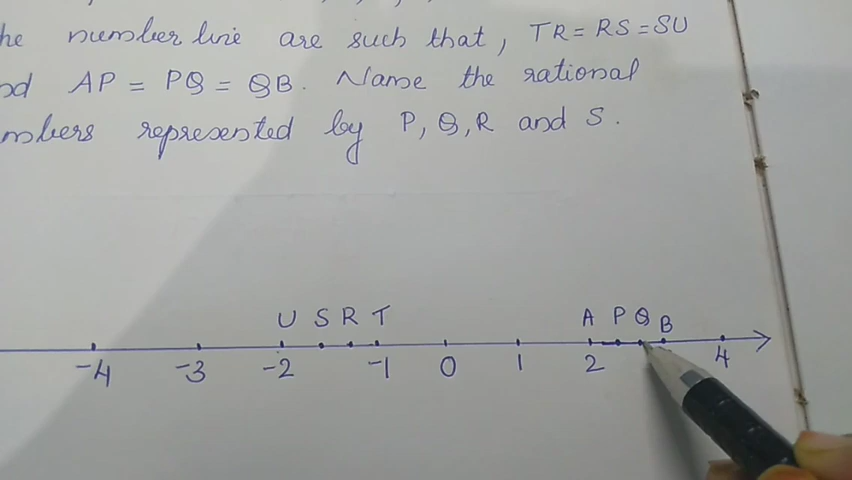 he number line are such that, TR = RS = SU
nd AP = PQ = QB. Name the rational
mbers represented by P, Q, R and S.
U S R T A P Q B
-4 -3 -2 -1 0 1 2 4